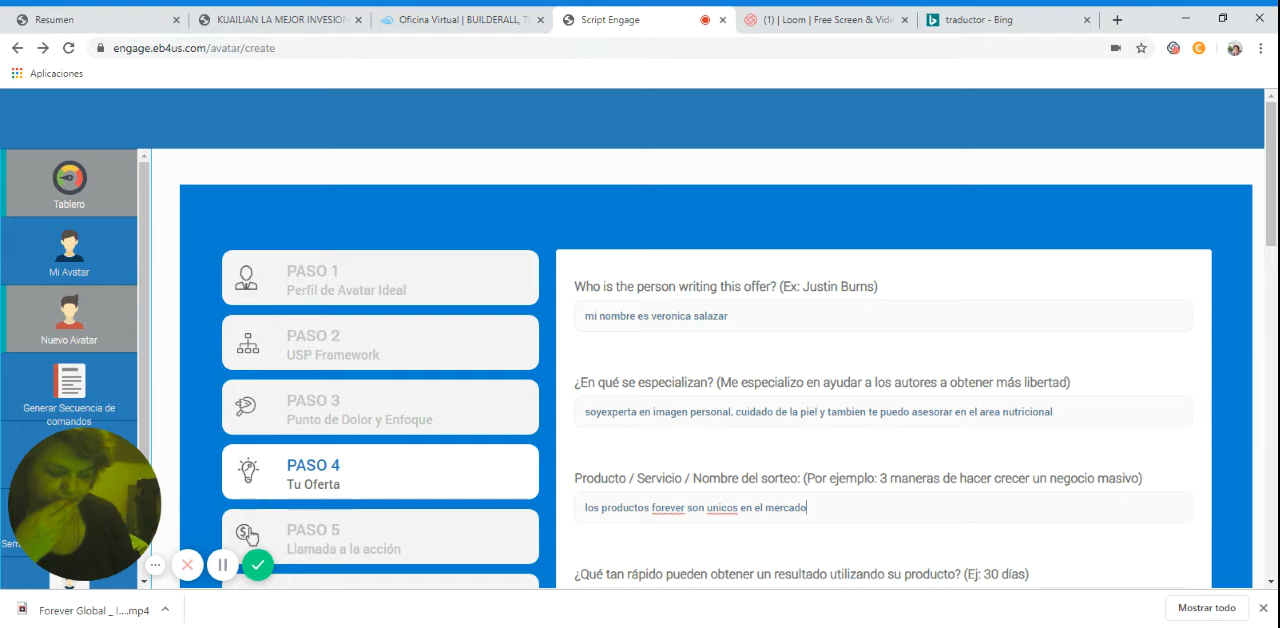 Resumen
KUAILIAN LA MEJOR INVESION
Oficina Virtual | BUILDERALL, T
Script Engage
(1) | Loom | Free Screen & Vide
traductor - Bing
engage.eb4us.com/avatar/create
Aplicaciones
Tablero
Mi Avatar
Nuevo Avatar
Generar Secuencia de
comandos
Sem
PASO 1
Perfil de Avatar Ideal
PASO 2
USP Framework
PASO 3
Punto de Dolor y Enfoque
PASO 4
Tu Oferta
PASO 5
Llamada a la acción
Who is the person writing this offer? (Ex: Justin Burns)
mi nombre es veronica salazar
¿En qué se especializan? (Me especializo en ayudar a los autores a obtener más libertad)
soyexperta en imagen personal. cuidado de la piel y tambien te puedo asesorar en el area nutricional
Producto / Servicio / Nombre del sorteo: (Por ejemplo: 3 maneras de hacer crecer un negocio masivo)
los productos forever son unicos en el mercado
¿Qué tan rápido pueden obtener un resultado utilizando su producto? (Ej: 30 días)
Forever Global _ I....mp4
Mostrar todo